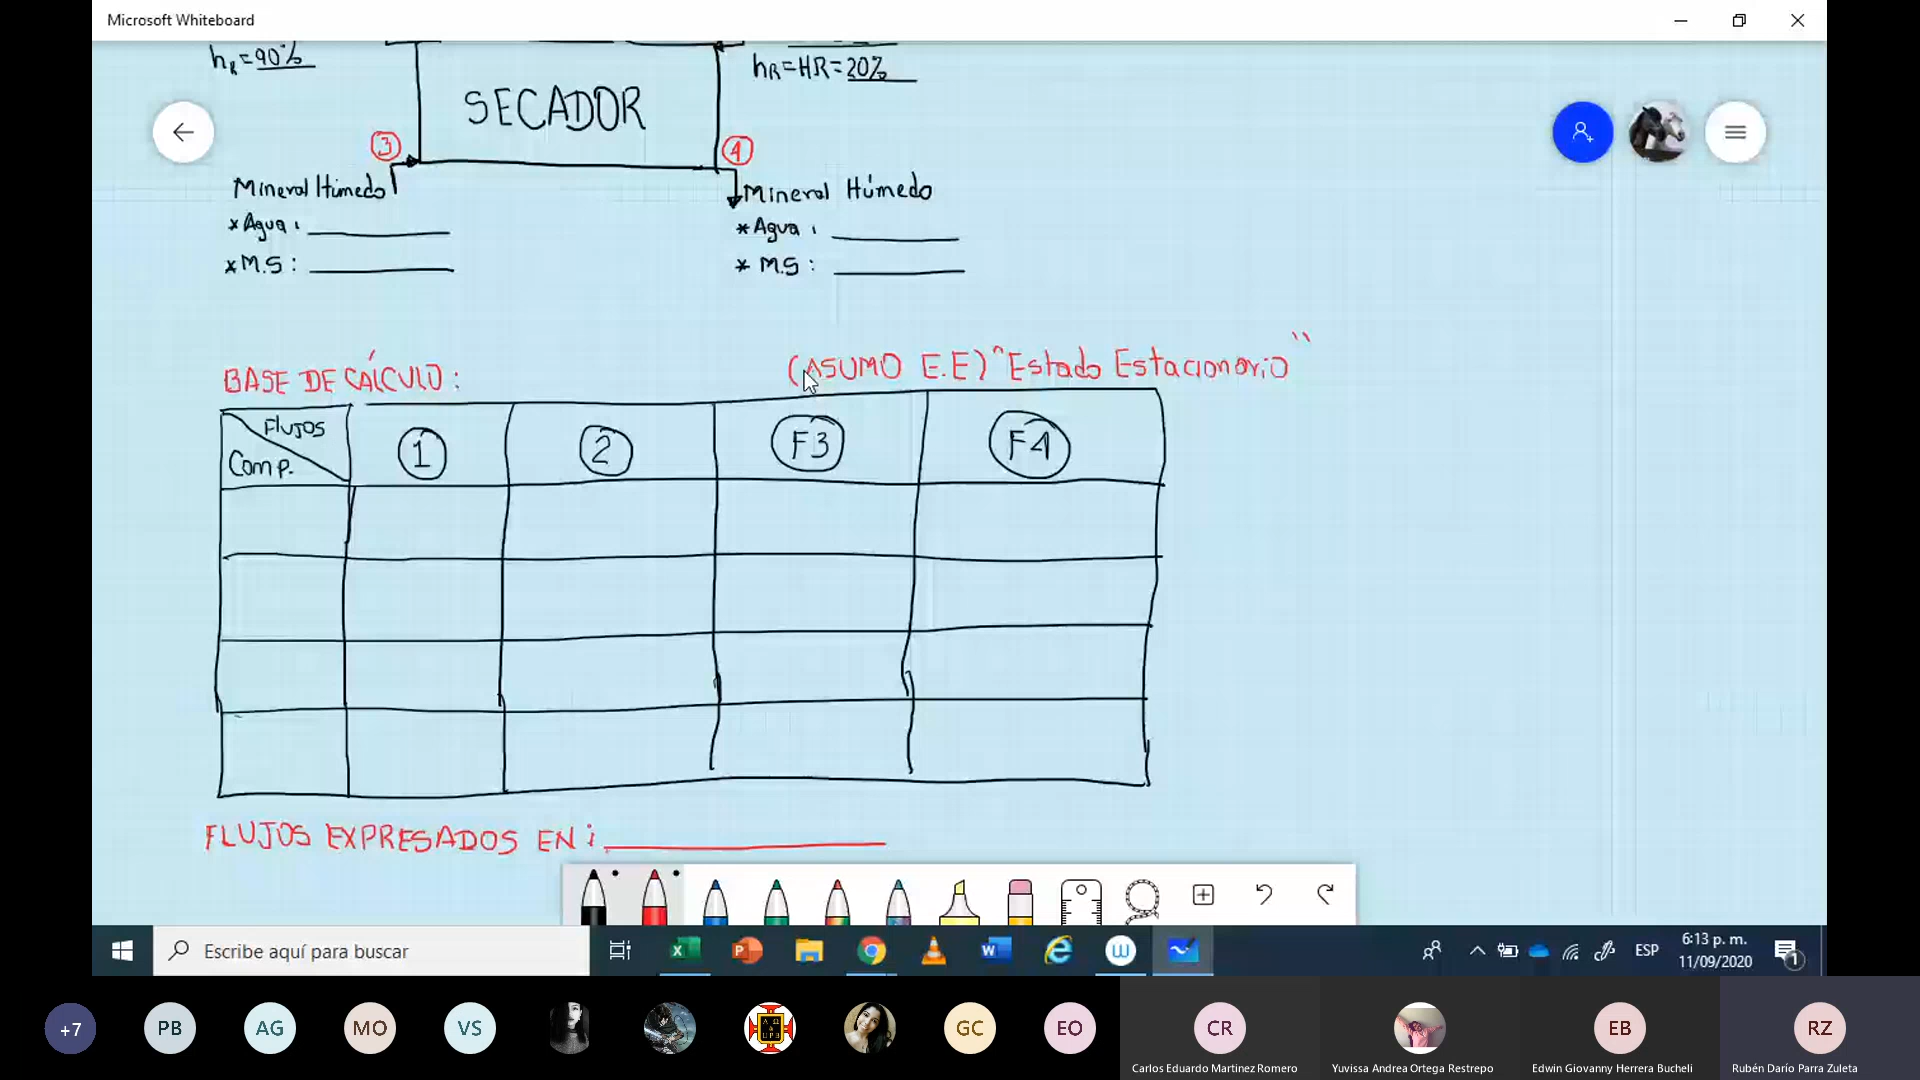 Microsoft Whiteboard
hR=90%
hR=HR=20%
SECADOR
3
4
Mineral Húmedo
Mineral Húmedo
*Agua: 
*Agua: 
*M.S:
* M.S:
BASE DE CÁLCULO:
(ASUMO E.E) "Estado Estacionario"
Flujos
Comp.
1
2
F3
F4
FLUJOS EXPRESADOS EN:
Escribe aquí para buscar
ESP
6:13 p. m.
11/09/2020
1
+7
PB
AG
MO
VS
GC
EO
CR
EB
RZ
Carlos Eduardo Martinez Romero
Yuvissa Andrea Ortega Restrepo
Edwin Giovanny Herrera Bucheli
Rubén Darío Parra Zuleta